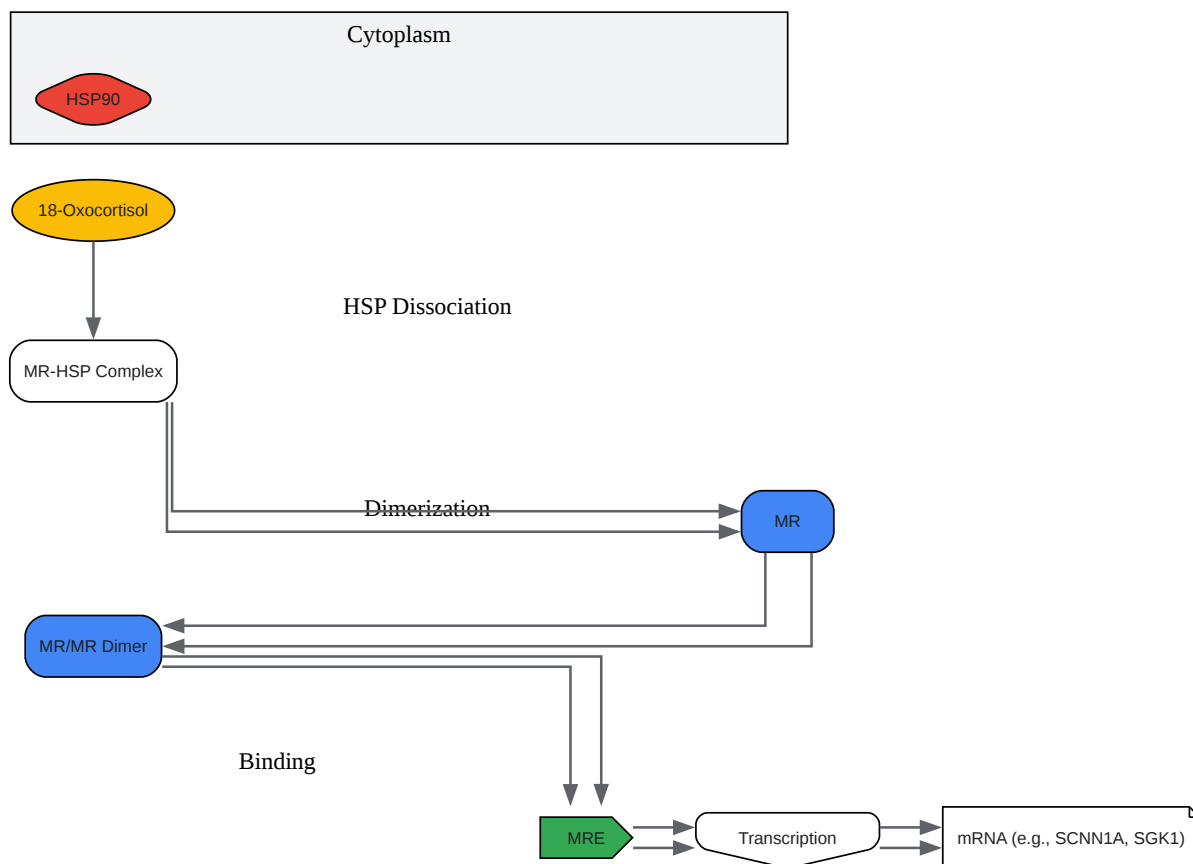 Cytoplasm
HSP90
18-Oxocortisol
HSP Dissociation
MR-HSP Complex
Dimerization
MR
MR/MR Dimer
Binding
MRE
Transcription
mRNA (e.g., SCNN1A, SGK1)